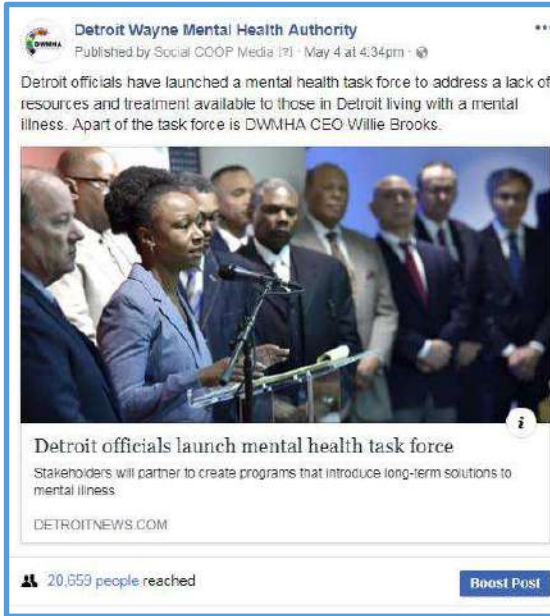 Detroit Wayne Mental Health Authority
DWMHA
Published by Social COOP Media [?] · May 4 at 4:34pm ·
Detroit officials have launched a mental health task force to address a lack of
resources and treatment available to those in Detroit living with a mental
illness. Apart of the task force is DWMHA CEO Willie Brooks.
i
Detroit officials launch mental health task force
Stakeholders will partner to create programs that introduce long-term solutions to
mental illness
DETROITNEWS.COM
20,659 people reached
Boost Post